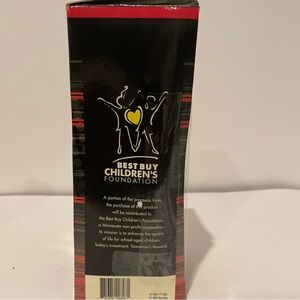 BEST BUY
CHILDREN'S
FOUNDATION
A portion of the proceeds from
the purchase of this product
will be contributed to
the Best Buy Children's Foundation,
a Minnesota non-profit corporation.
Its mission is to enhance the quality
of life for school aged children.
Today's investment. Tomorrow's Reward.